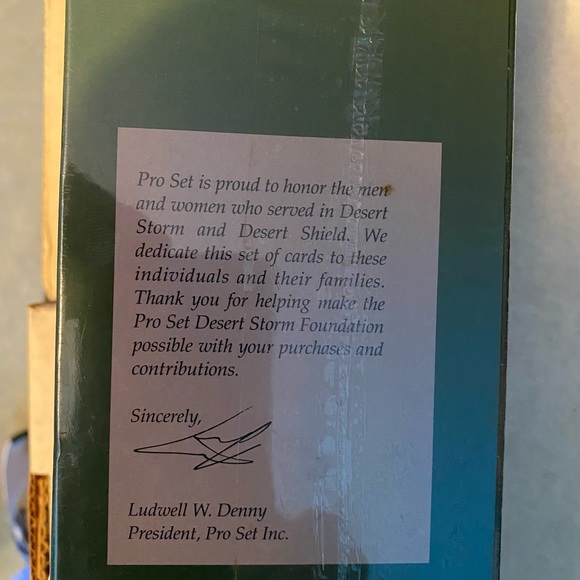 Pro Set is proud to honor the men
and women who served in Desert
Storm and Desert Shield. We
dedicate this set of cards to these
individuals and their families.
Thank you for helping make the
Pro Set Desert Storm Foundation
possible with your purchases and
contributions.
Sincerely,
Ludwell W. Denny
President, Pro Set Inc.